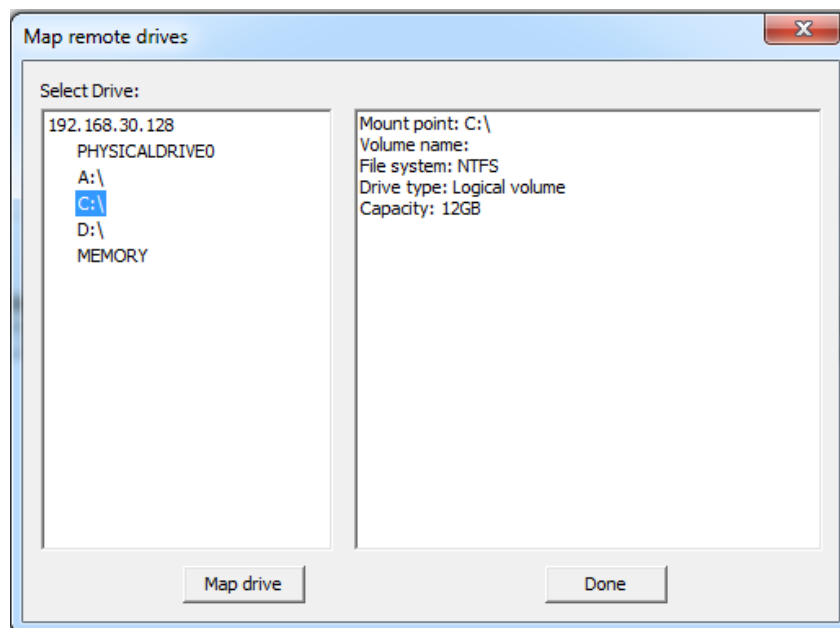 Map remote drives
Select Drive:
192.168.30.128
PHYSICALDRIVE0
A:\
C:\
D:\
MEMORY
Mount point: C:\
Volume name:
File system: NTFS
Drive type: Logical volume
Capacity: 12GB
Map drive
Done